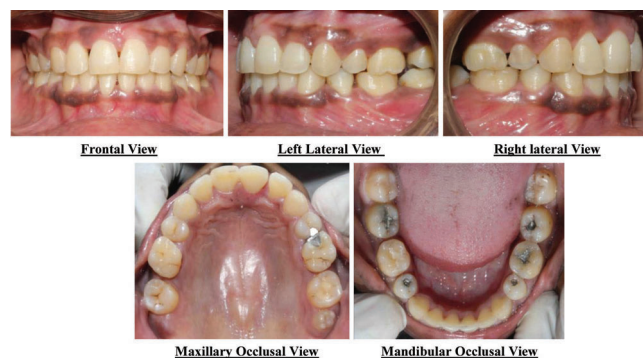 Frontal View
Left Lateral View
Right lateral View
Maxillary Occlusal View
Mandibular Occlusal View